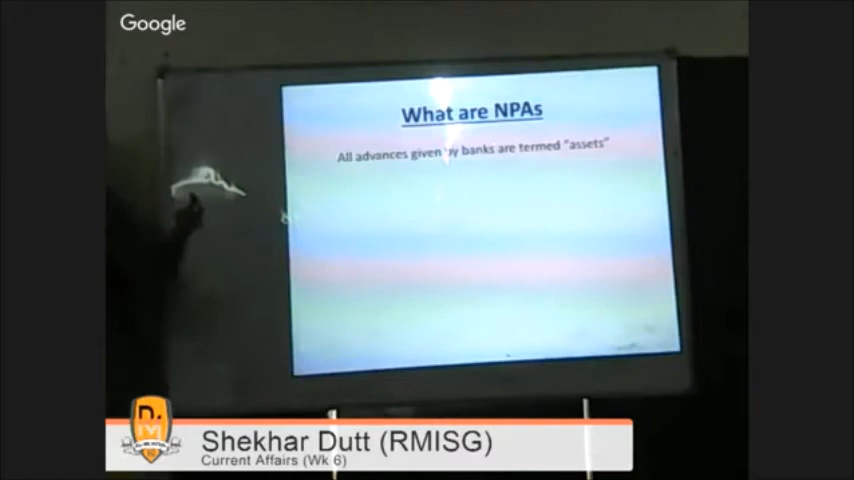 Google
What are NPAs
All advances given by banks are termed "assets"
Shekhar Dutt (RMISG)
Current Affairs (Wk 6)